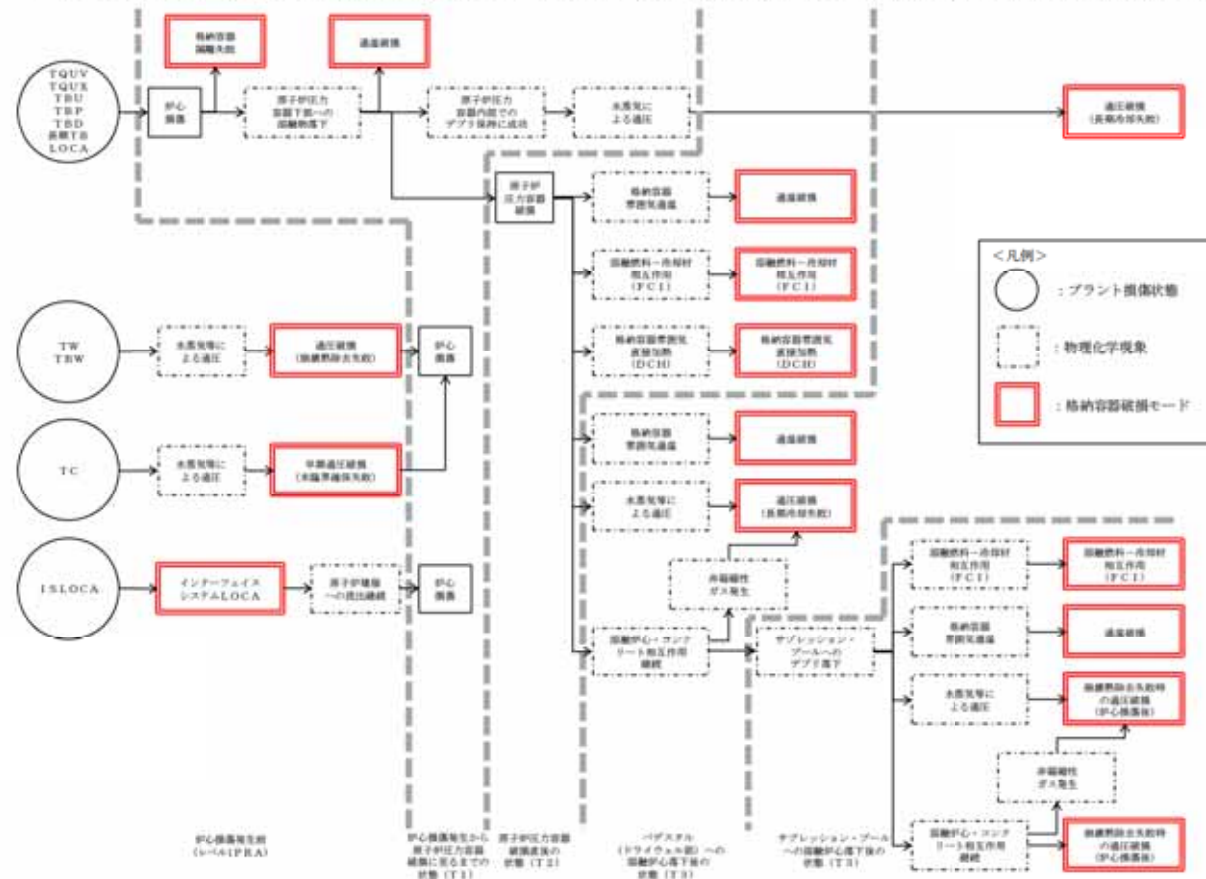 格納容器
隔離失敗
過温破損
TQUV
TQUX
TBU
TBP
TBD
長期TB
LOCA
炉心
損傷
原子炉圧力
容器下部への
溶融物落下
原子炉圧力
容器内部での
デブリ保持に成功
水蒸気に
よる過圧
過圧破損
(長期冷却失敗)
原子炉
圧力容器
破損
格納容器
雰囲気過温
過温破損
溶融燃料-冷却材
相互作用
(FCI)
溶融燃料-冷却材
相互作用
(FCI)
格納容器雰囲気
直接加熱
(DCH)
格納容器雰囲気
直接加熱
(DCH)
<凡例>
:プラント損傷状態
:物理化学現象
:格納容器破損モード
TW
TBW
水蒸気等に
よる過圧
過圧破損
(崩壊熱除去失敗)
炉心
損傷
TC
水蒸気等に
よる過圧
早期過圧破損
(未臨界確保失敗)
格納容器
雰囲気過温
過温破損
水蒸気等に
よる過圧
過圧破損
(長期冷却失敗)
ISLOCA
インターフェイス
システムLOCA
原子炉建屋
への流出継続
炉心
損傷
ガス発生
溶融炉心・コンク
リート相互作用
継続
サプレッション・
プールへの
デブリ落下
溶融燃料-冷却材
相互作用
(FCI)
溶融燃料-冷却材
相互作用
(FCI)
格納容器
雰囲気過温
過温破損
水蒸気等に
よる過圧
崩壊熱除去失敗時
の過圧破損
(炉心損傷後)
ガス発生
溶融炉心・コンク
リート相互作用
継続
崩壊熱除去失敗時
の過圧破損
(炉心損傷後)
炉心損傷発生前
(レベル1PRA)
炉心損傷発生から
原子炉圧力容器
破損に至るまでの
状態(T1)
原子炉圧力容器
破損直後の
状態(T2)
ペデスタル
(ドライウェル部)への
溶融炉心落下後の
状態(T3)
サプレッション・プール
への溶融炉心落下後の
状態(T3)